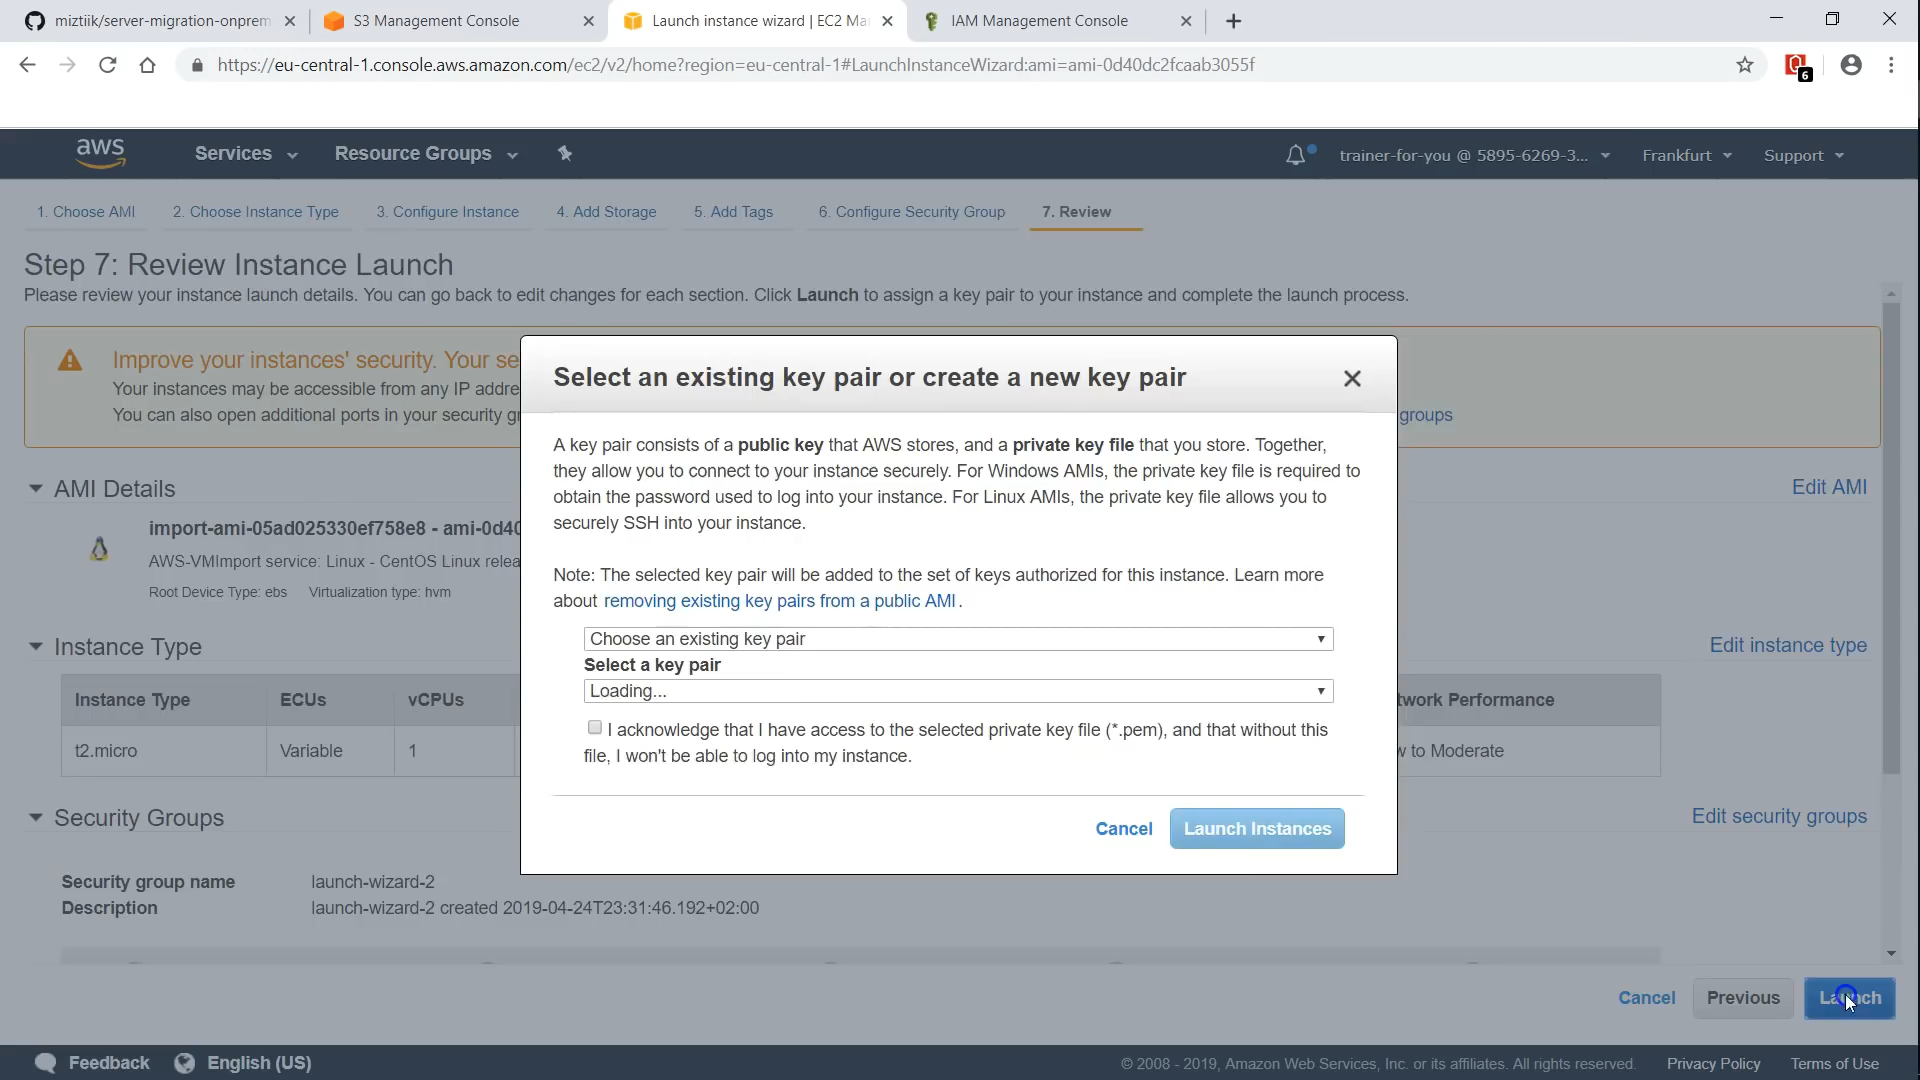 miztiik/server-migration-onprem
S3 Management Console
Launch instance wizard | EC2 Ma
IAM Management Console
https://eu-central-1.console.aws.amazon.com/ec2/v2/home?region=eu-central-1#LaunchInstanceWizard:ami=ami-0d40dc2fcaab3055f
6
aws
Services
Resource Groups
trainer-for-you @ 5895-6269-3...
Frankfurt
Support
1. Choose AMI
2. Choose Instance Type
3. Configure Instance
4. Add Storage
5. Add Tags
6. Configure Security Group
7. Review
Step 7: Review Instance Launch
Please review your instance launch details. You can go back to edit changes for each section. Click Launch to assign a key pair to your instance and complete the launch process.
Improve your instances' security. Your se
Your instances may be accessible from any IP addre
You can also open additional ports in your security gr
groups
Select an existing key pair or create a new key pair
A key pair consists of a public key that AWS stores, and a private key file that you store. Together,
they allow you to connect to your instance securely. For Windows AMIs, the private key file is required to
obtain the password used to log into your instance. For Linux AMIs, the private key file allows you to
securely SSH into your instance.
Note: The selected key pair will be added to the set of keys authorized for this instance. Learn more
about removing existing key pairs from a public AMI.
Choose an existing key pair
Select a key pair
Loading...
I acknowledge that I have access to the selected private key file (*.pem), and that without this
file, I won't be able to log into my instance.
Cancel
Launch Instances
AMI Details
Edit AMI
import-ami-05ad025330ef758e8 - ami-0d40
AWS-VMImport service: Linux - CentOS Linux relea
Root Device Type: ebs
Virtualization type: hvm
Instance Type
Edit instance type
Instance Type
ECUs
vCPUs
twork Performance
t2.micro
Variable
1
w to Moderate
Security Groups
Edit security groups
Security group name
launch-wizard-2
Description
launch-wizard-2 created 2019-04-24T23:31:46.192+02:00
Cancel
Previous
Launch
Feedback
English (US)
© 2008 - 2019, Amazon Web Services, Inc. or its affiliates. All rights reserved.
Privacy Policy
Terms of Use